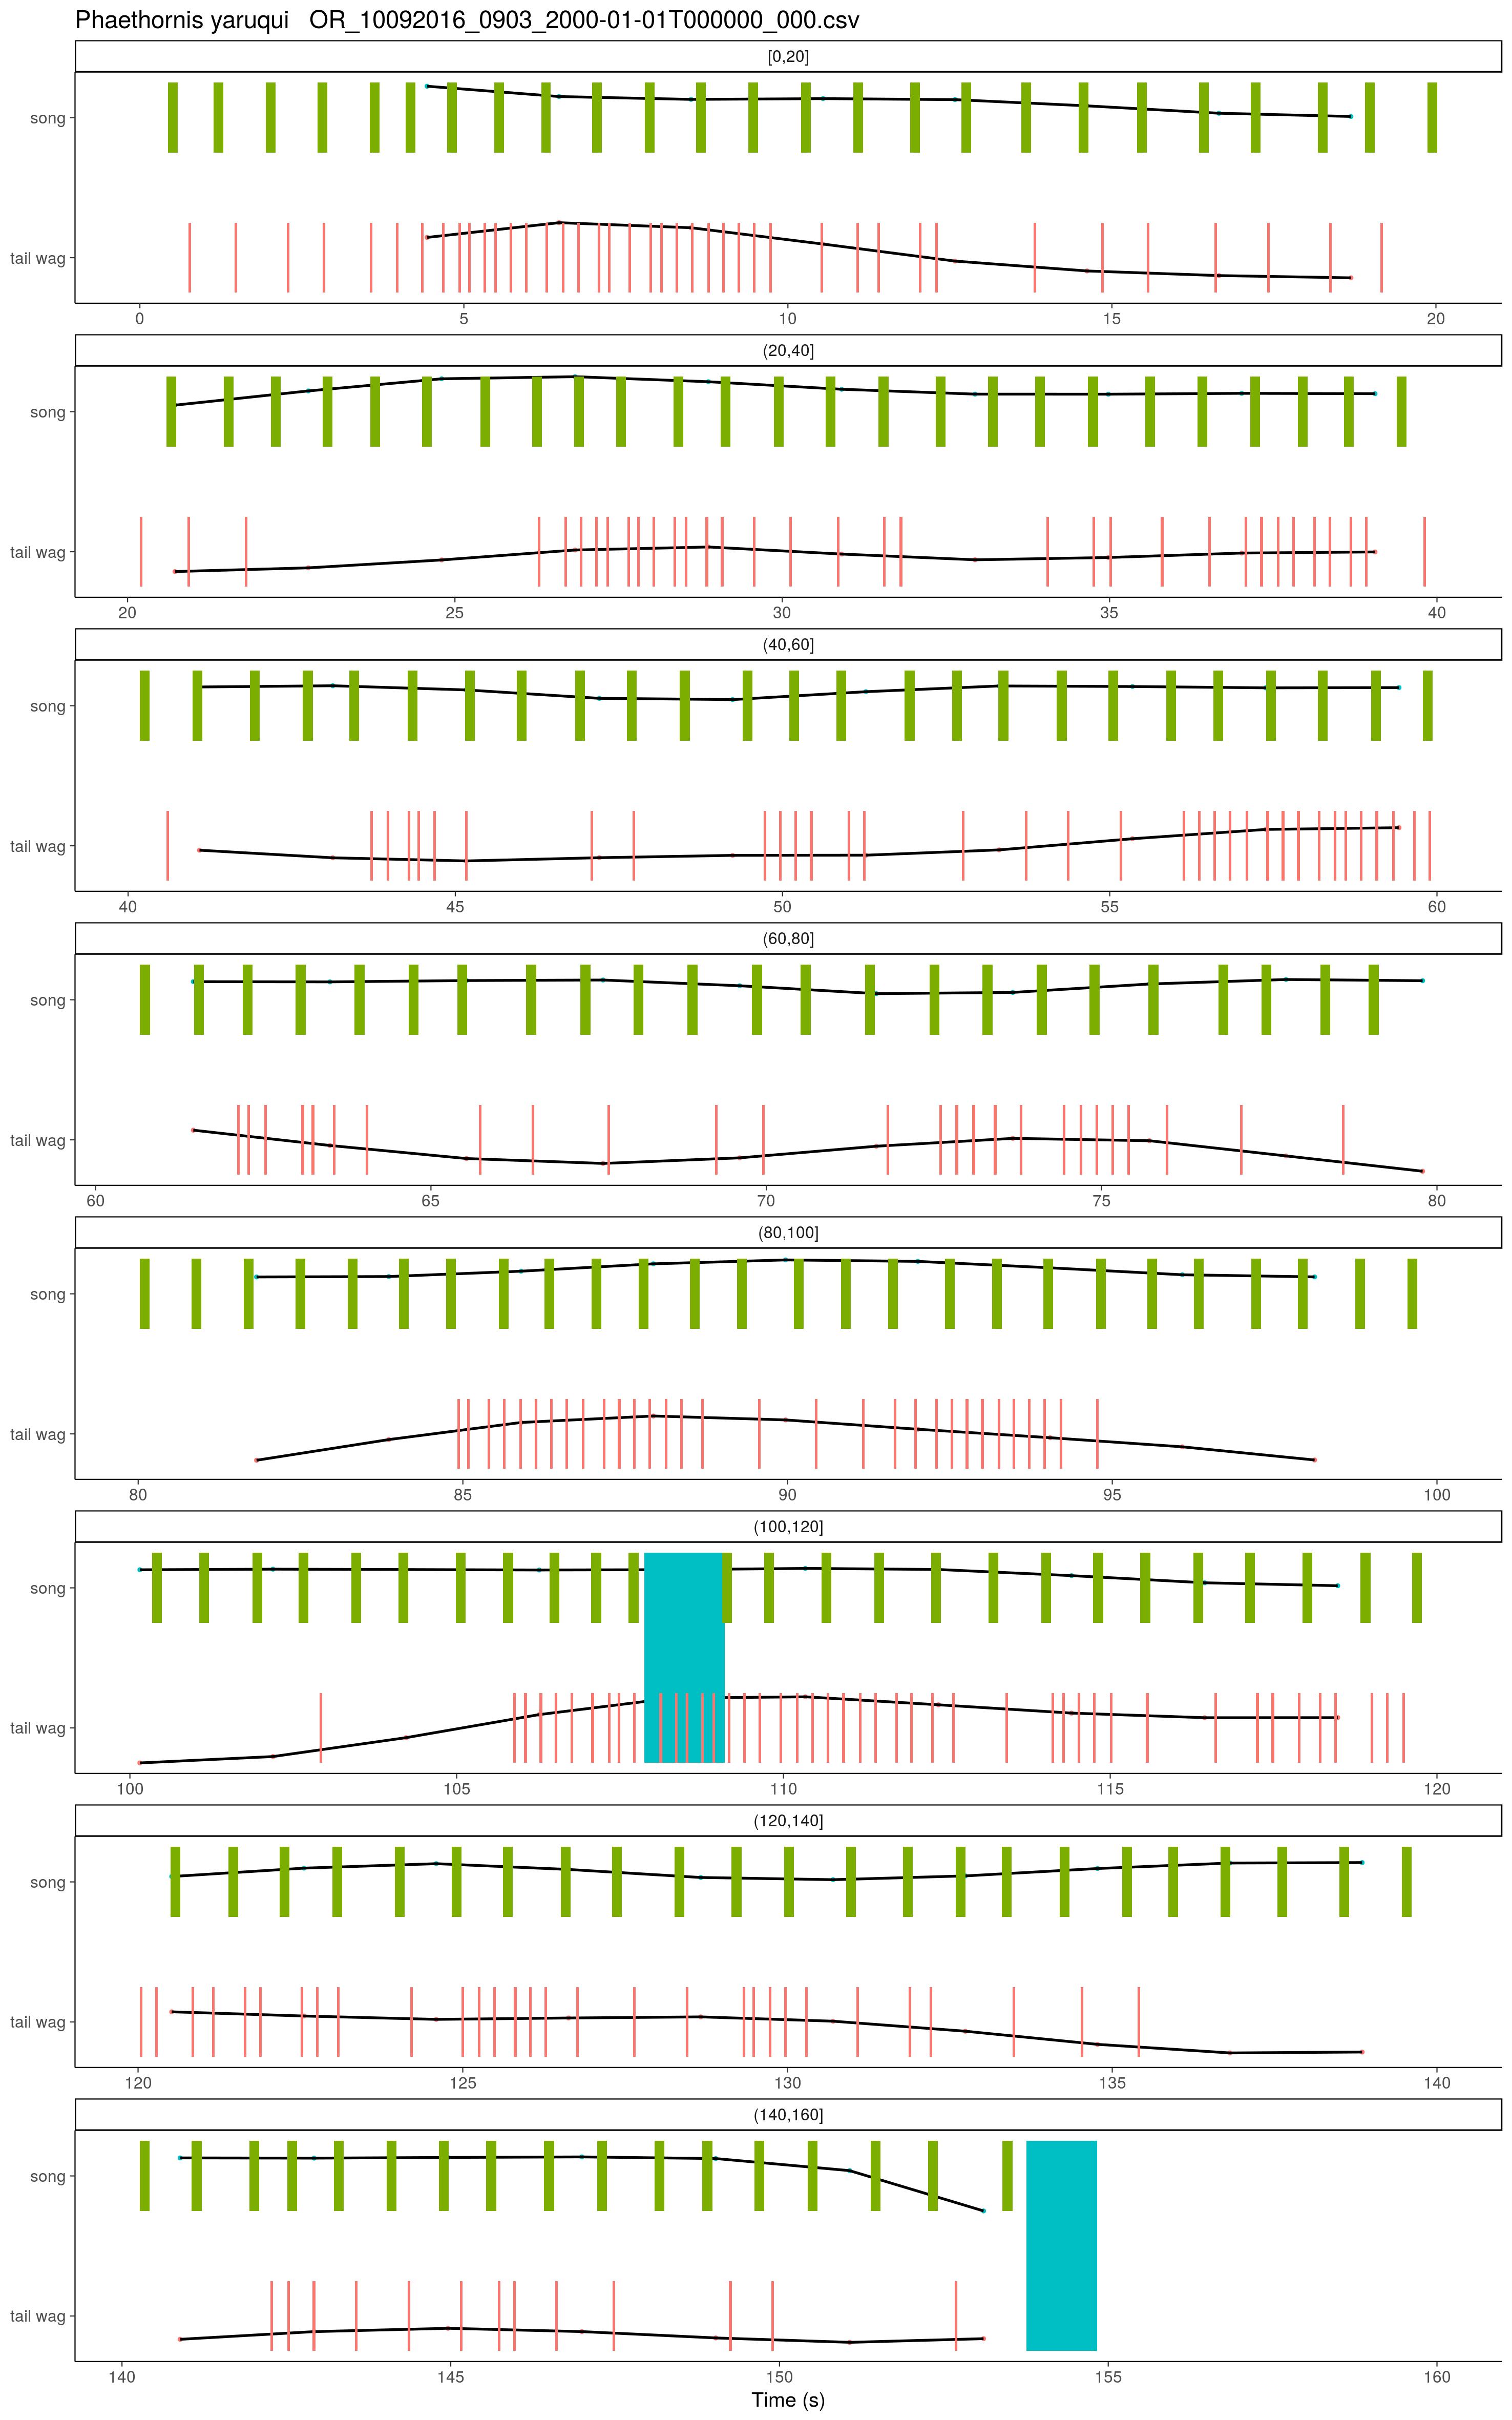 Phaethornis yaruqui   OR_10092016_0903_2000-01-01T000000_000.csv
[0,20]
song
tail wag
0 5 10 15 20
(20,40]
song
tail wag
20 25 30 35 40
(40,60]
song
tail wag
40 45 50 55 60
(60,80]
song
tail wag
60 65 70 75 80
(80,100]
song
tail wag
80 85 90 95 100
(100,120]
song
tail wag
100 105 110 115 120
(120,140]
song
tail wag
120 125 130 135 140
(140,160]
song
tail wag
140 145 150 155 160
Time (s)